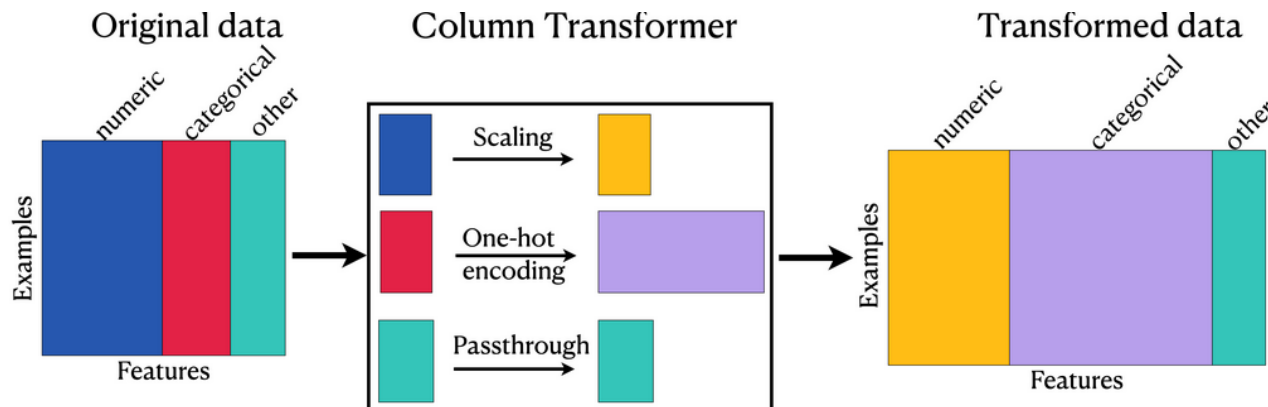 Original data
numeric
categorical
other
Examples
Features
Column Transformer
Scaling
One-hot
encoding
Passthrough
Transformed data
numeric
categorical
other
Examples
Features